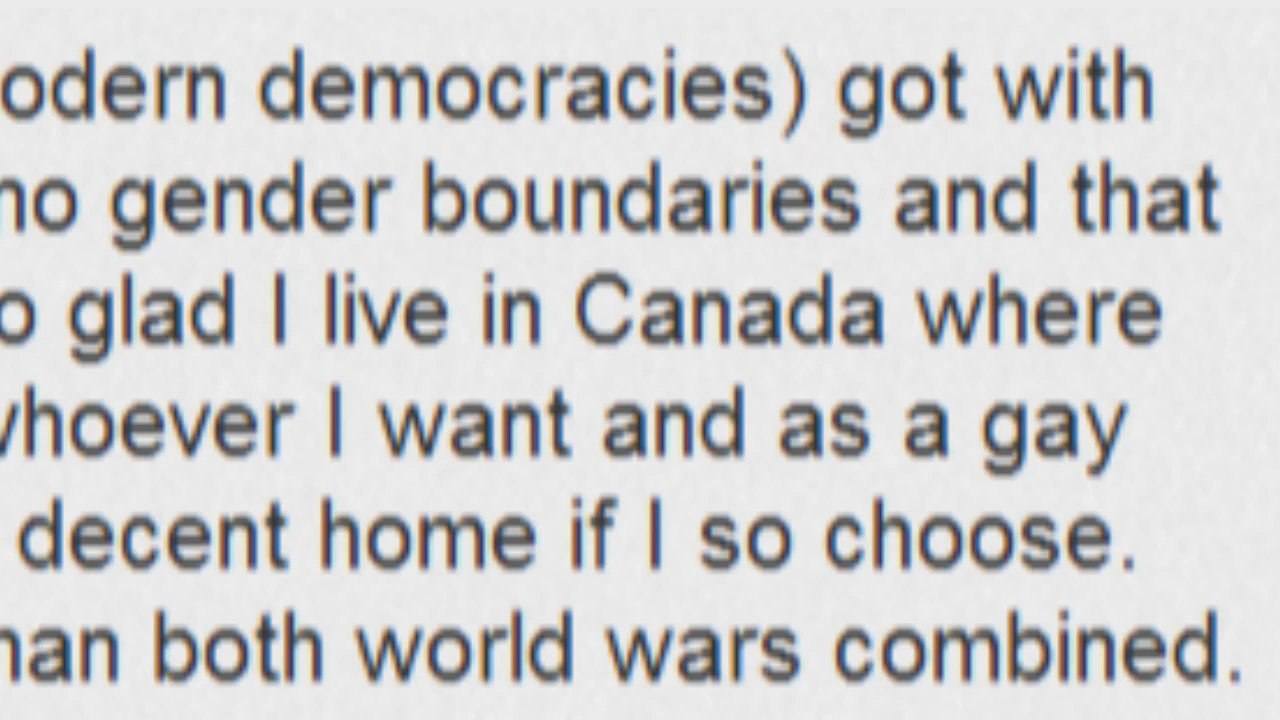 odern democracies) got with
no gender boundaries and that
o glad I live in Canada where
whoever I want and as a gay
decent home if I so choose.
han both world wars combined.